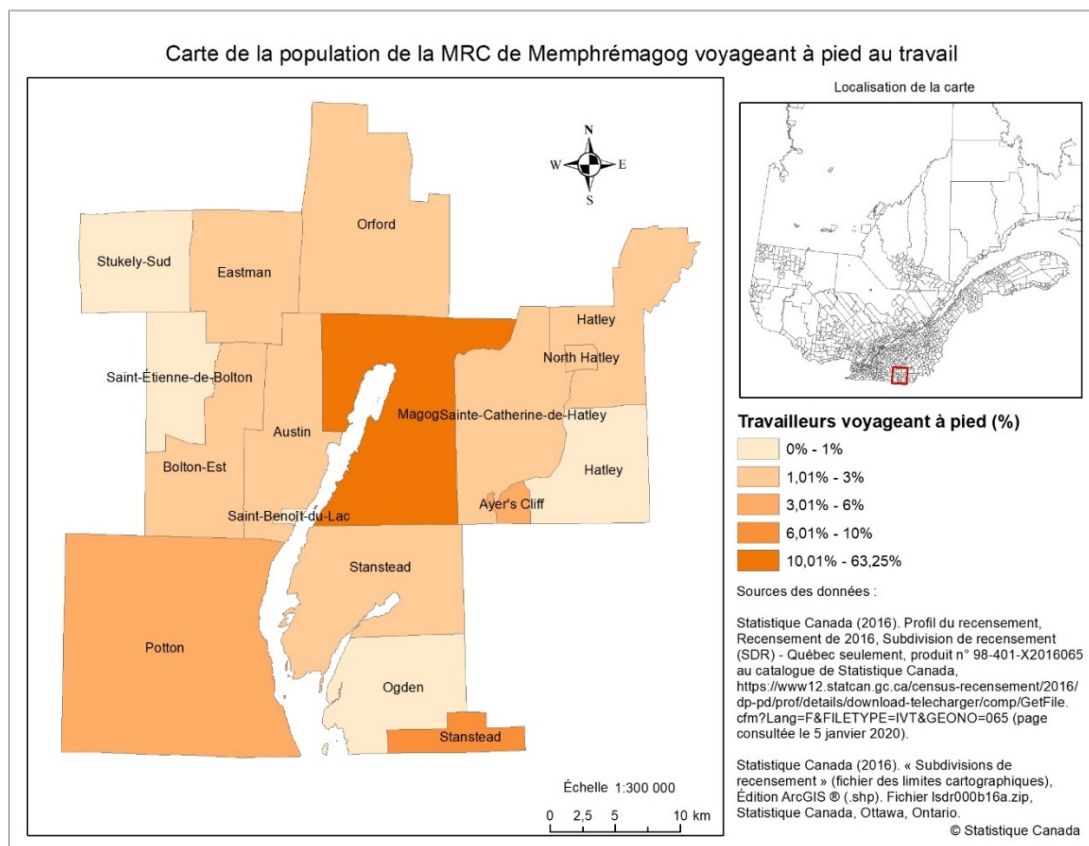 Carte de la population de la MRC de Memphrémagog voyageant à pied au travail
Localisation de la carte
N
W
E
S
Orford
Stukely-Sud
Eastman
Hatley
North Hatley
Saint-Étienne-de-Bolton
Magog
Sainte-Catherine-de-Hatley
Austin
Bolton-Est
Hatley
Ayer's Cliff
Saint-Benoît-du-Lac
Stanstead
Potton
Ogden
Stanstead
Échelle 1:300 000
0 2,5 5 10 km
Travailleurs voyageant à pied (%)
0% - 1%
1,01% - 3%
3,01% - 6%
6,01% - 10%
10,01% - 63,25%
Sources des données :
Statistique Canada (2016). Profil du recensement,
Recensement de 2016, Subdivision de recensement
(SDR) - Québec seulement, produit n° 98-401-X2016065
au catalogue de Statistique Canada,
https://www12.statcan.gc.ca/census-recensement/2016/
dp-pd/prof/details/download-telecharger/comp/GetFile.
cfm?Lang=F&FILETYPE=IVT&GEONO=065 (page
consultée le 5 janvier 2020).
Statistique Canada (2016). « Subdivisions de
recensement » (fichier des limites cartographiques),
Édition ArcGIS ® (.shp). Fichier lsdr000b16a.zip,
Statistique Canada, Ottawa, Ontario.
© Statistique Canada